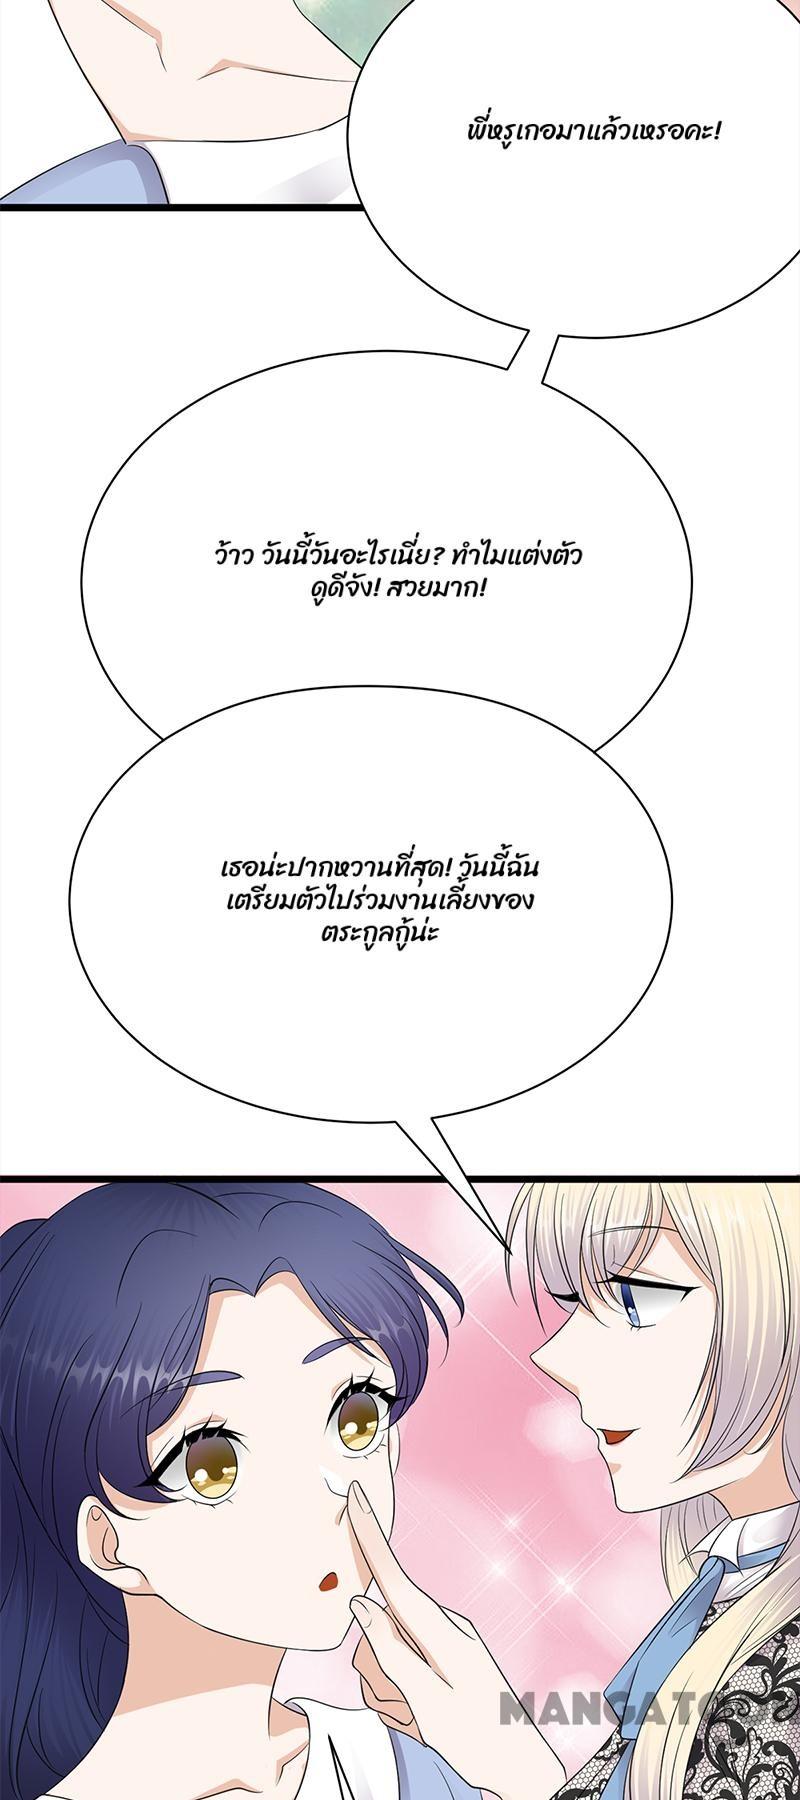 พี่หรูเกอมาแล้วเหรอคะ!
ว้าว วันนี้วันอะไรเนี่ย? ทำไมแต่งตัว
ดูดีจัง! สวยมาก!
เธอน่ะปากหวานที่สุด! วันนี้ฉัน
เตรียมตัวไปร่วมงานเลี้ยงของ
ตระกูลกู้น่ะ